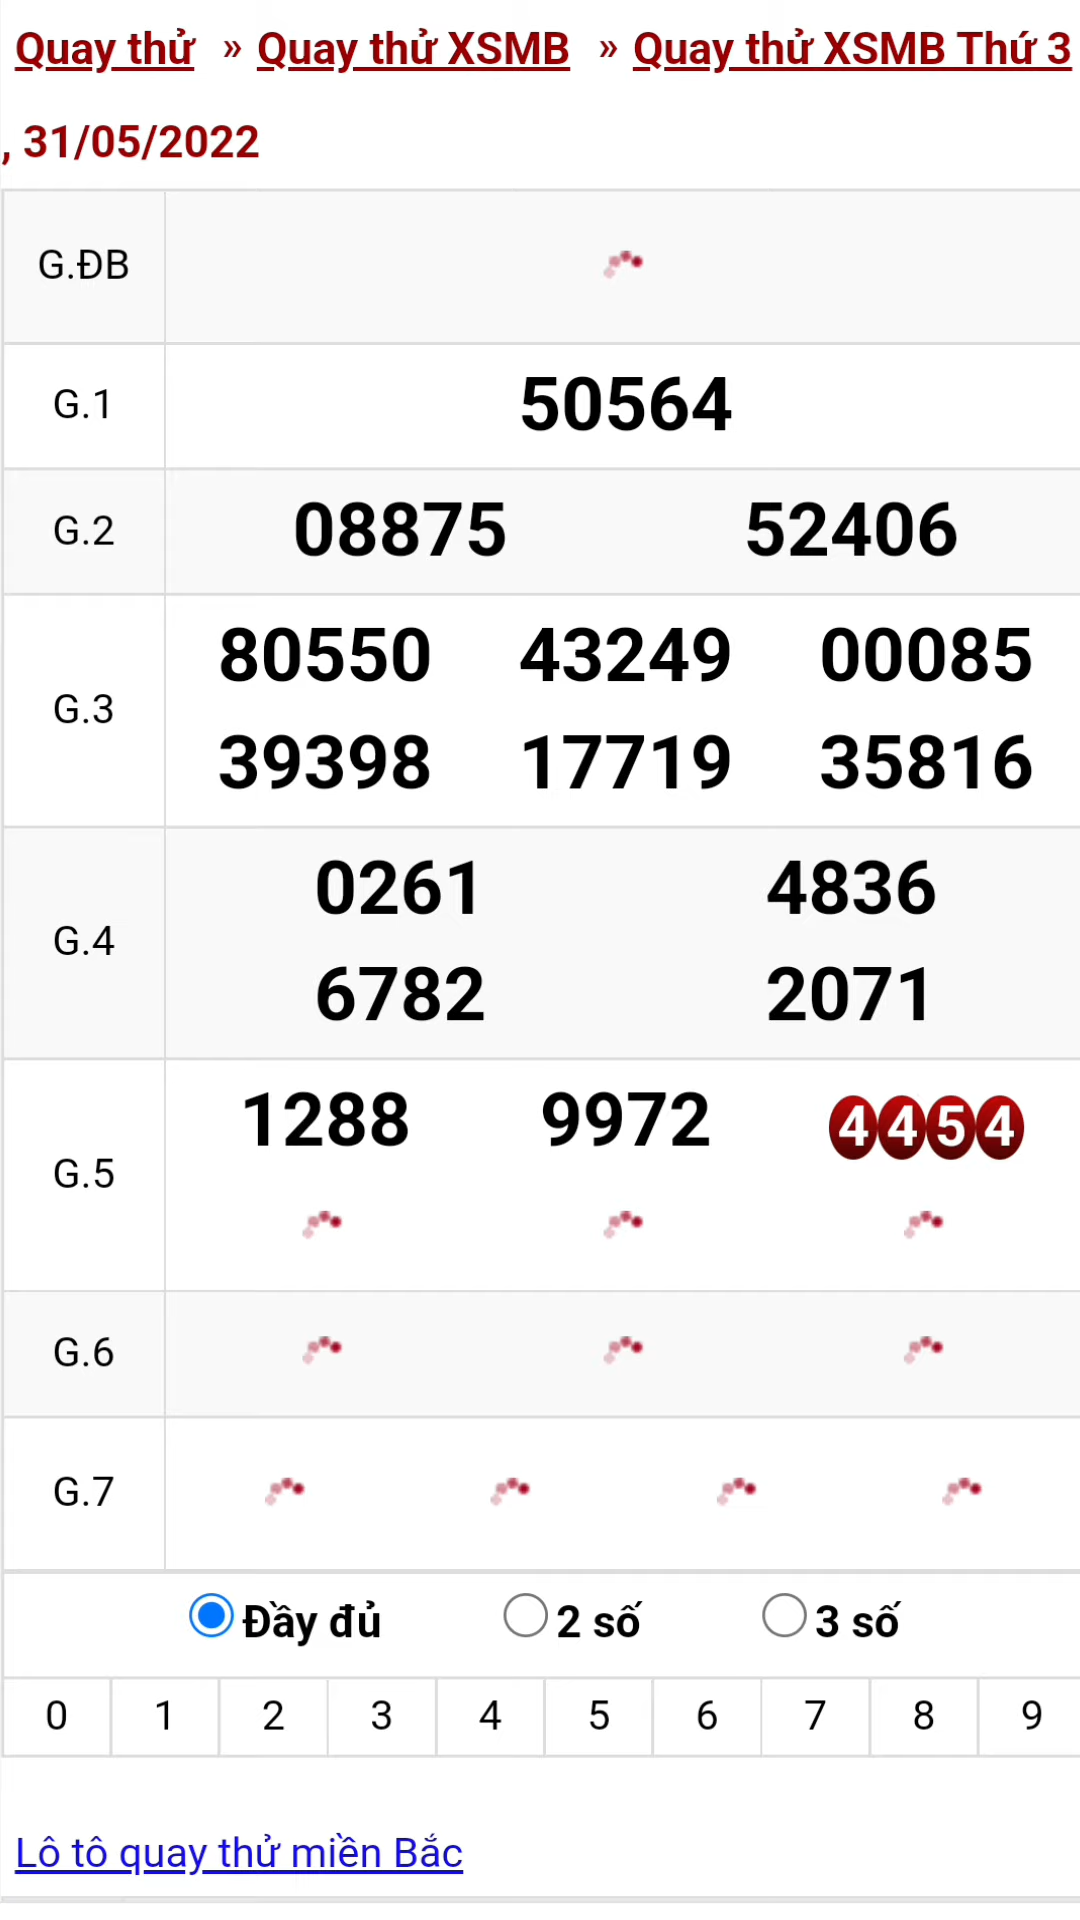 Quay thử » Quay thử XSMB » Quay thử XSMB Thứ 3
, 31/05/2022
G.ĐB
G.1 50564
G.2 08875 52406
G.3 80550 43249 00085
39398 17719 35816
G.4 0261 4836
6782 2071
G.5 1288 9972 4454
G.6
G.7
Đầy đủ 2 số 3 số
0 1 2 3 4 5 6 7 8 9
Lô tô quay thử miền Bắc